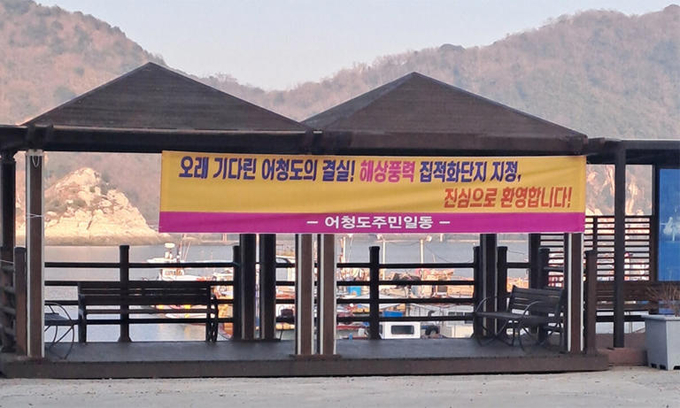 오래 기다린 어청도의 결실! 해상풍력 집적화단지 지정,
진심으로 환영합니다!
- 어청도주민일동 -